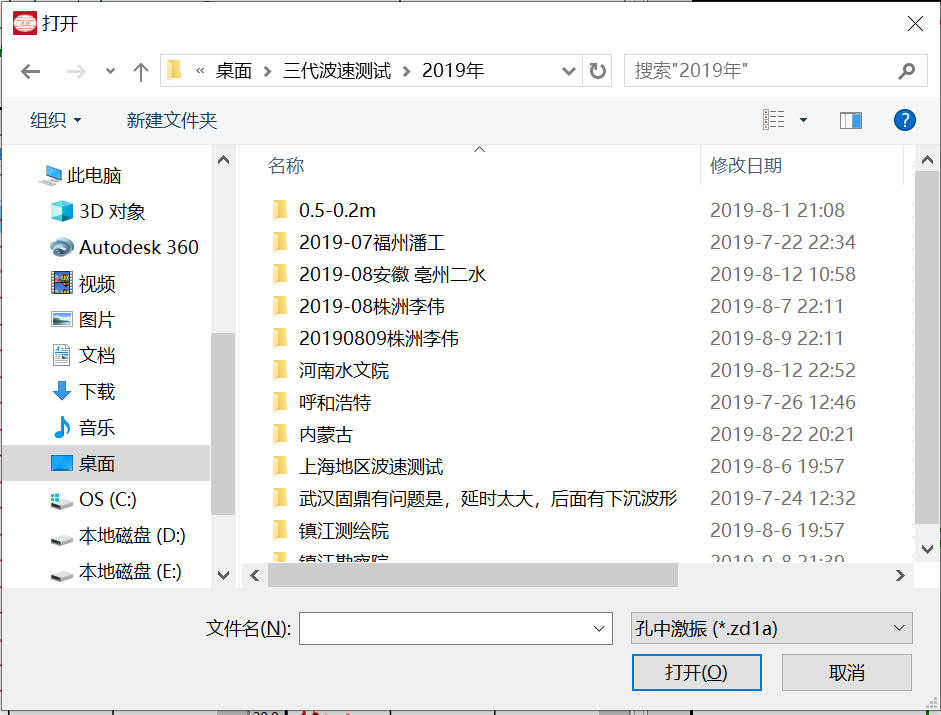 打开
« 桌面 › 三代波速测试 › 2019年
搜索"2019年"
组织
新建文件夹
?
此电脑
3D 对象
Autodesk 360
视频
图片
文档
下载
音乐
桌面
OS (C:)
本地磁盘 (D:)
本地磁盘 (E:)
名称 修改日期
0.5-0.2m 2019-8-1 21:08
2019-07福州潘工 2019-7-22 22:34
2019-08安徽 亳州二水 2019-8-12 10:58
2019-08株洲李伟 2019-8-7 22:11
20190809株洲李伟 2019-8-9 22:11
河南水文院 2019-8-12 22:52
呼和浩特 2019-7-26 12:46
内蒙古 2019-8-22 20:21
上海地区波速测试 2019-8-6 19:57
武汉固鼎有问题是，延时太大，后面有下沉波形 2019-7-24 12:32
镇江测绘院 2019-8-6 19:57
镇江勘察院 2019-9-8 21:39
文件名(N):
孔中激振 (*.zd1a)
打开(O)
取消